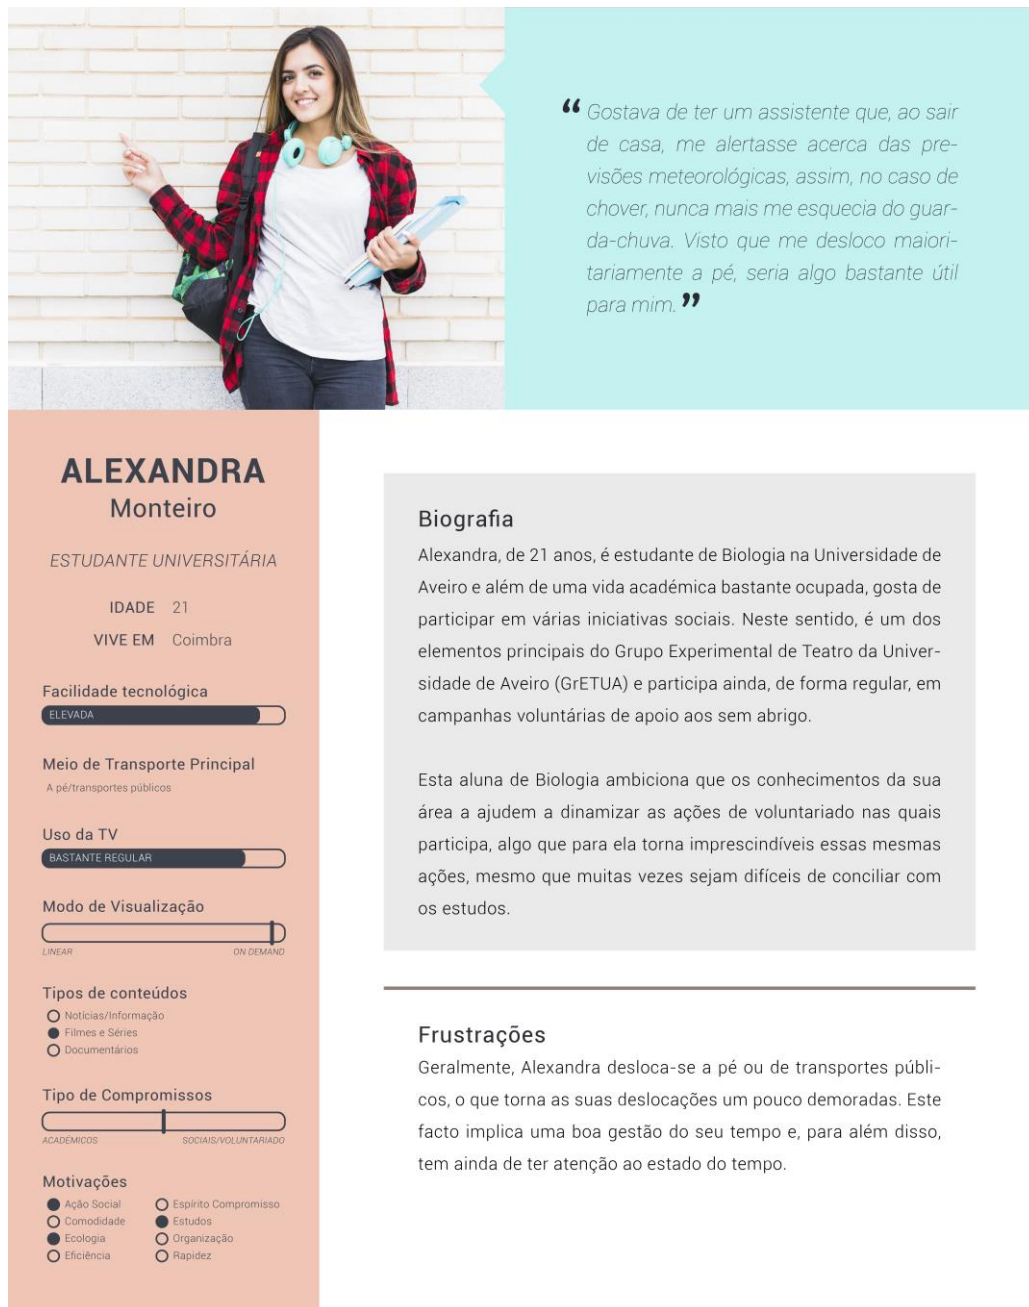 “ Gostava de ter um assistente que, ao sair
de casa, me alertasse acerca das pre-
visões meteorológicas, assim, no caso de
chover, nunca mais me esquecia do guar-
da-chuva. Visto que me desloco maiori-
tariamente a pé, seria algo bastante útil
para mim. ”
ALEXANDRA
Monteiro
ESTUDANTE UNIVERSITÁRIA
IDADE 21
VIVE EM Coimbra
Facilidade tecnológica
ELEVADA
Meio de Transporte Principal
A pé/transportes públicos
Uso da TV
BASTANTE REGULAR
Modo de Visualização
LINEAR ON DEMAND
Tipos de conteúdos
Notícias/Informação
Filmes e Séries
Documentários
Tipo de Compromissos
ACADÉMICOS SOCIAIS/VOLUNTARIADO
Motivações
Ação Social Espírito Compromisso
Comodidade Estudos
Ecologia Organização
Eficiência Rapidez
Biografia
Alexandra, de 21 anos, é estudante de Biologia na Universidade de
Aveiro e além de uma vida académica bastante ocupada, gosta de
participar em várias iniciativas sociais. Neste sentido, é um dos
elementos principais do Grupo Experimental de Teatro da Univer-
sidade de Aveiro (GrETUA) e participa ainda, de forma regular, em
campanhas voluntárias de apoio aos sem abrigo.
Esta aluna de Biologia ambiciona que os conhecimentos da sua
área a ajudem a dinamizar as ações de voluntariado nas quais
participa, algo que para ela torna imprescindíveis essas mesmas
ações, mesmo que muitas vezes sejam difíceis de conciliar com
os estudos.
Frustrações
Geralmente, Alexandra desloca-se a pé ou de transportes públi-
cos, o que torna as suas deslocações um pouco demoradas. Este
facto implica uma boa gestão do seu tempo e, para além disso,
tem ainda de ter atenção ao estado do tempo.